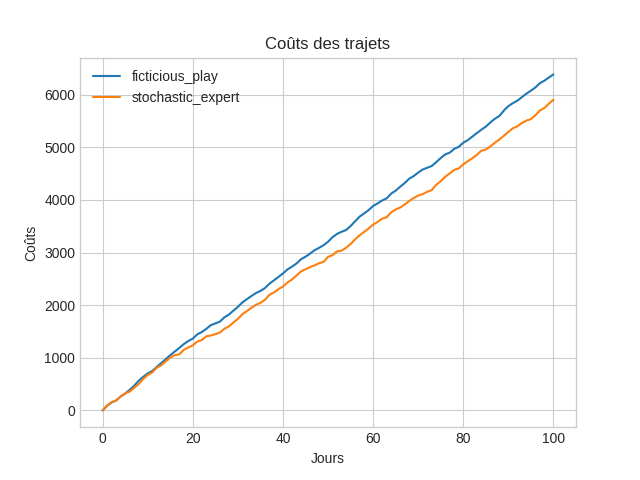 Coûts des trajets
ficticious_play
stochastic_expert
6000
5000
4000
3000
2000
1000
0
Coûts
0 20 40 60 80 100
Jours